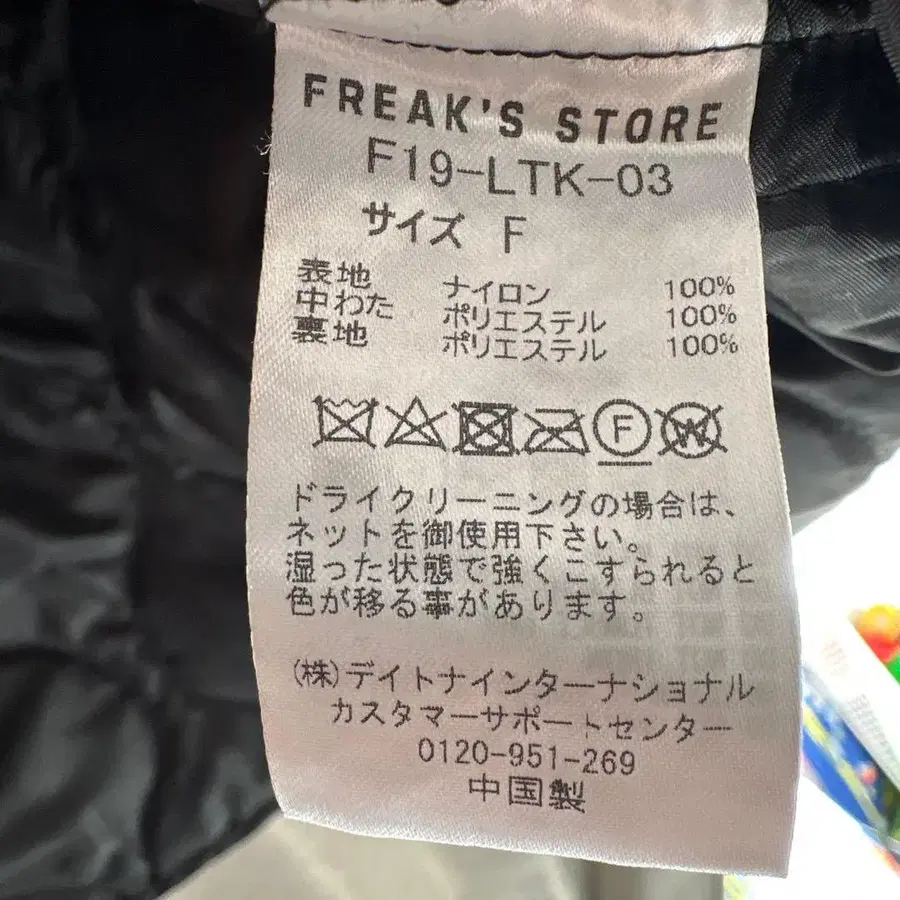 FREAK'S STORE
F19-LTK-03
サイズ F
表地 ナイロン 100%
中わた ポリエステル 100%
裏地 ポリエステル 100%
F W
ドライクリーニングの場合は、
ネットを御使用下さい。
湿った状態で強くこすられると
色が移る事があります。
(株)デイトナインターナショナル
カスタマーサポートセンター
0120-951-269
中国製